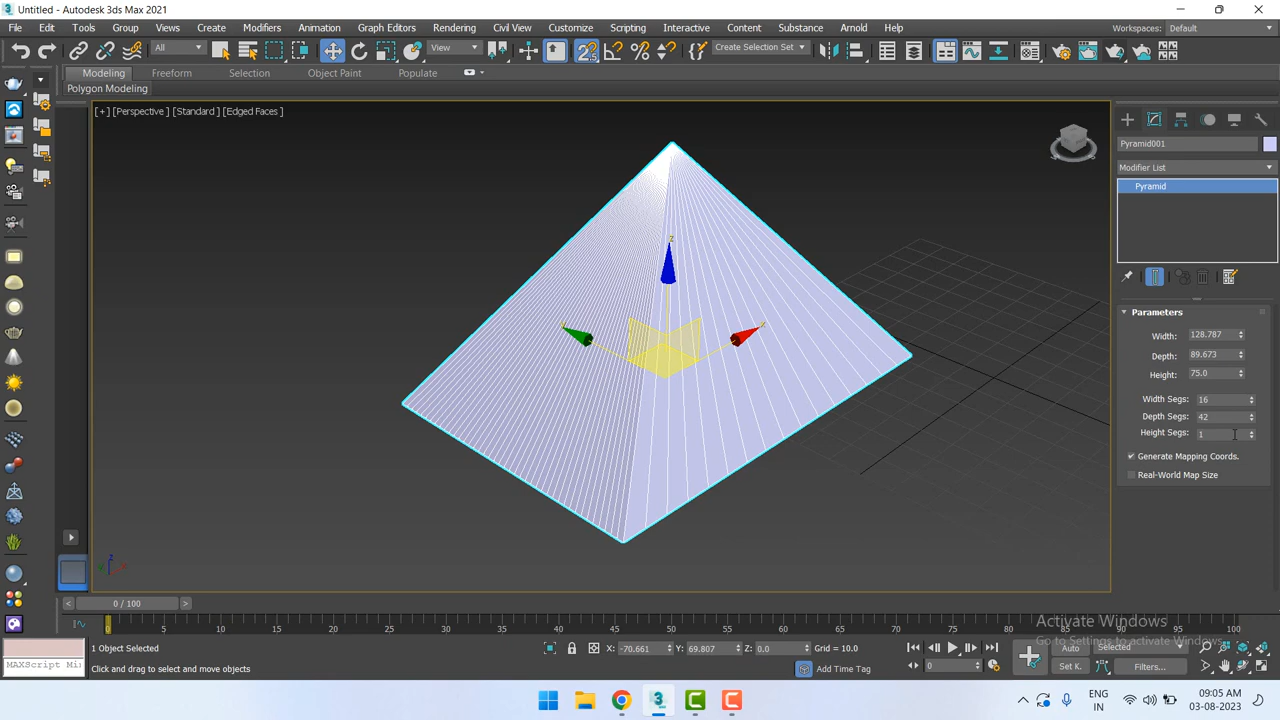 Untitled - Autodesk 3ds Max 2021
File Edit Tools Group Views Create Modifiers Animation Graph Editors Rendering Civil View Customize Scripting Interactive Content Substance Arnold Help Workspaces: Default
All View Create Selection Set
Modeling Freeform Selection Object Paint Populate
Polygon Modeling
[+] [Perspective ] [Standard ] [Edged Faces ]
Pyramid001
Modifier List
Pyramid
Parameters
Width: 128.787
Depth: 89.673
Height: 75.0
Width Segs: 16
Depth Segs: 42
Height Segs: 1
Generate Mapping Coords.
Real-World Map Size
z
x
0 / 100
0 5 10 15 20 25 30 35 40 45 50 55 60 65 70 75 80 85 90 95 100
Activate Windows
Go to Settings to activate Windows.
1 Object Selected X: -70.661 Y: 69.807 Z: 0.0 Grid = 10.0 Auto Selected
MAXScript Mi Click and drag to select and move objects Add Time Tag 0 Set K. Filters...
ENG
IN
09:05 AM
03-08-2023